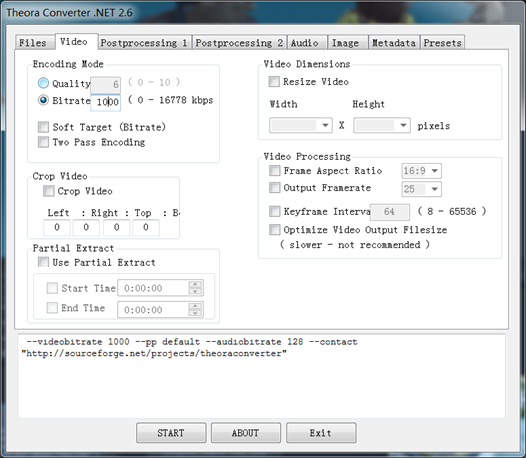 Theora Converter .NET 2.6
Files Video Postprocessing 1 Postprocessing 2 Audio Image Metadata Presets
Encoding Mode
Quality 6 ( 0 - 10 )
Bitrate 1000 ( 0 - 16778 kbps
Soft Target (Bitrate)
Two Pass Encoding
Crop Video
Crop Video
Left : Right : Top : B
0 0 0 0
Partial Extract
Use Partial Extract
Start Time 0:00:00
End Time 0:00:00
Video Dimensions
Resize Video
Width Height
X pixels
Video Processing
Frame Aspect Ratio 16:9
Output Framerate 25
Keyframe Interva 64 ( 8 - 65536 )
Optimize Video Output Filesize
( slower - not recommended )
--videobitrate 1000 --pp default --audiobitrate 128 --contact
"http://sourceforge.net/projects/theoraconverter"
START ABOUT Exit